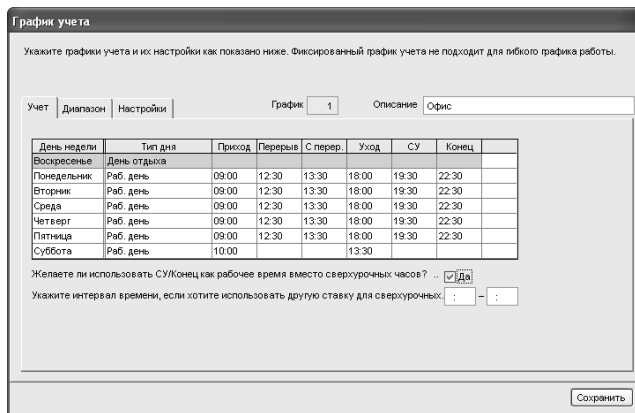 График учета
Укажите графики учета и их настройки как показано ниже. Фиксированный график учета не подходит для гибкого графика работы.
Учет Диапазон Настройки График 1 Описание Офис
День недели Тип дня Приход Перерыв С перер. Уход СУ Конец
Воскресенье День отдыха
Понедельник Раб. день 09:00 12:30 13:30 18:00 19:30 22:30
Вторник Раб. день 09:00 12:30 13:30 18:00 19:30 22:30
Среда Раб. день 09:00 12:30 13:30 18:00 19:30 22:30
Четверг Раб. день 09:00 12:30 13:30 18:00 19:30 22:30
Пятница Раб. день 09:00 12:30 13:30 18:00 19:30 22:30
Суббота Раб. день 10:00 13:30
Желаете ли использовать СУ/Конец как рабочее время вместо сверхурочных часов? .. Да
Укажите интервал времени, если хотите использовать другую ставку для сверхурочных. : – :
Сохранить